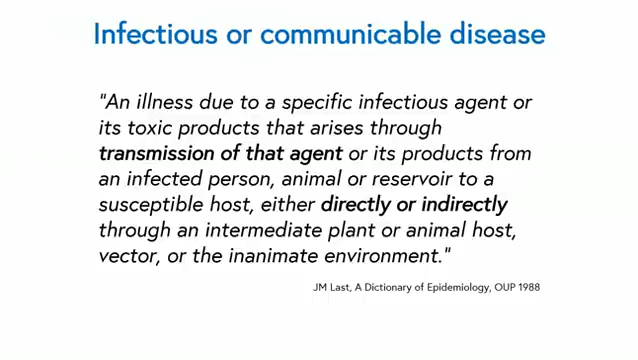 Infectious or communicable disease
"An illness due to a specific infectious agent or
its toxic products that arises through
transmission of that agent or its products from
an infected person, animal or reservoir to a
susceptible host, either directly or indirectly
through an intermediate plant or animal host,
vector, or the inanimate environment."
JM Last, A Dictionary of Epidemiology, OUP 1988